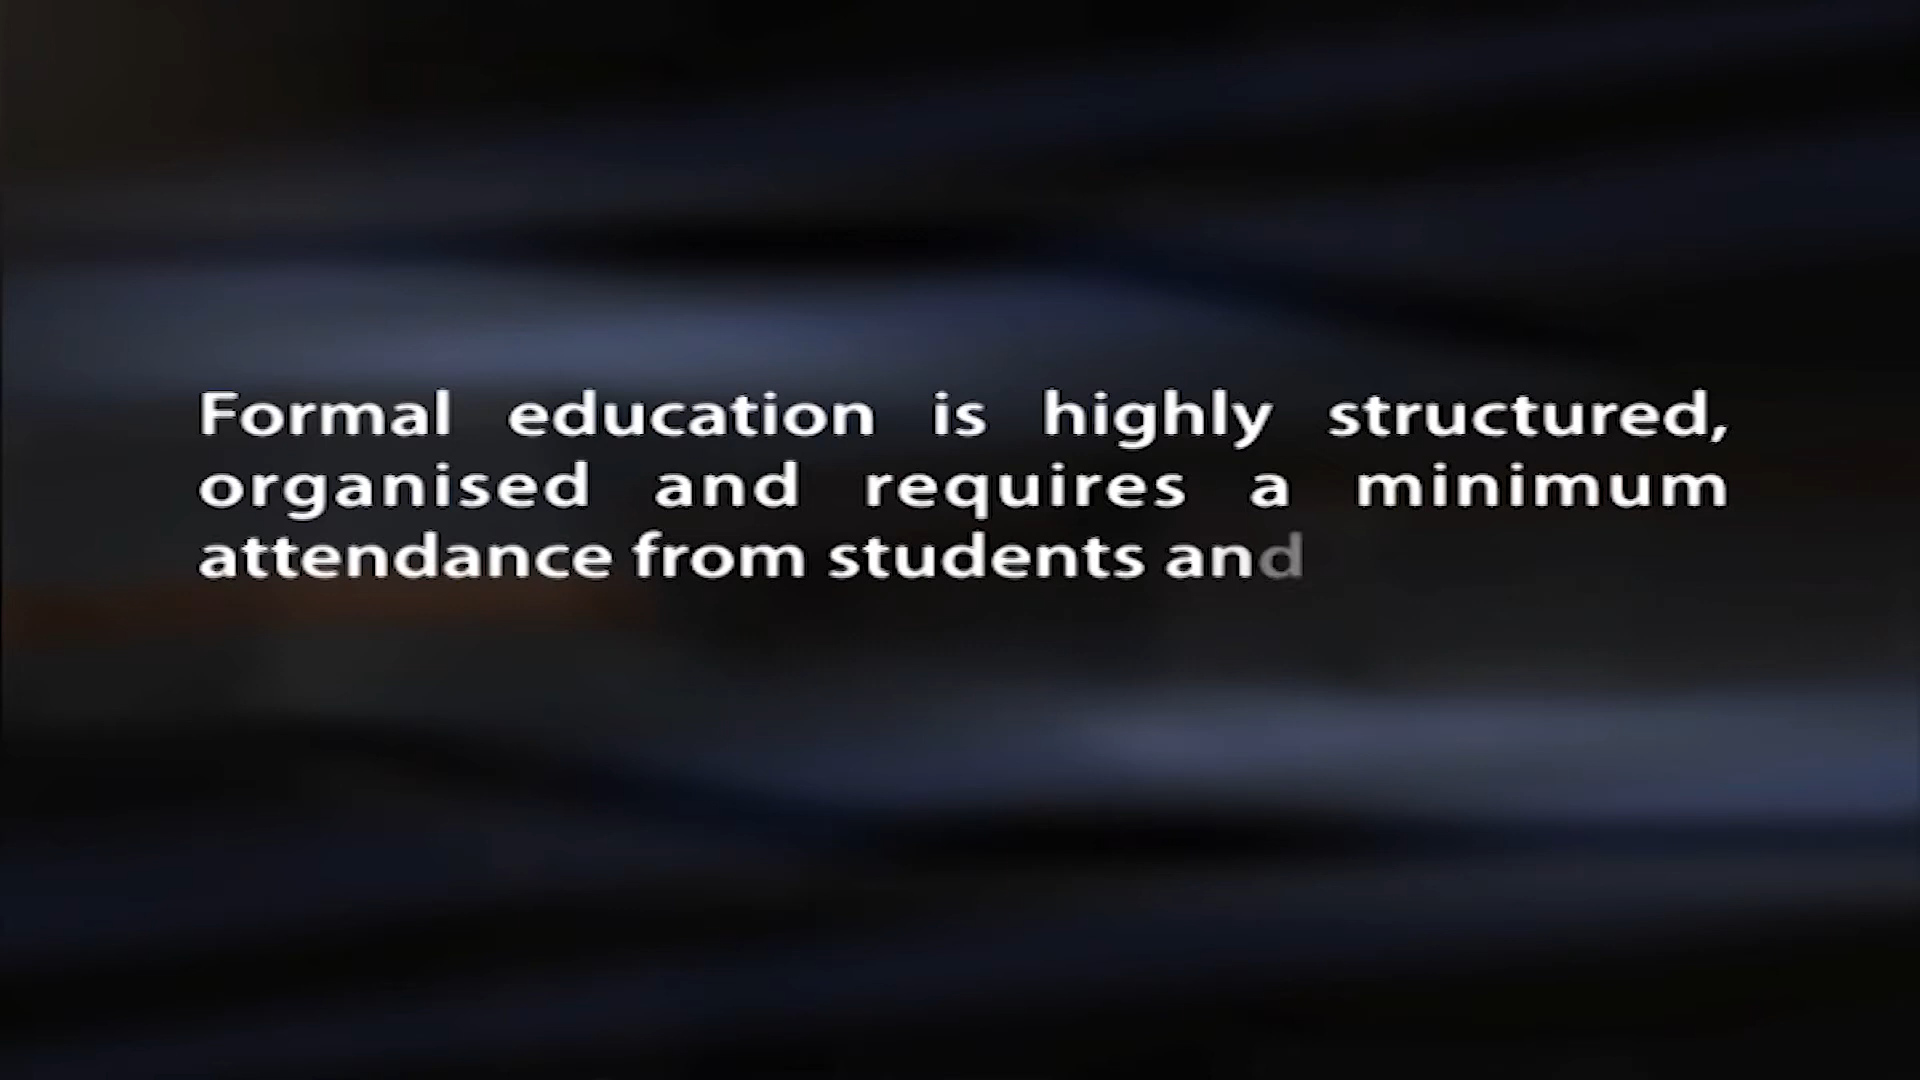 Formal education is highly structured,
organised and requires a minimum
attendance from students and